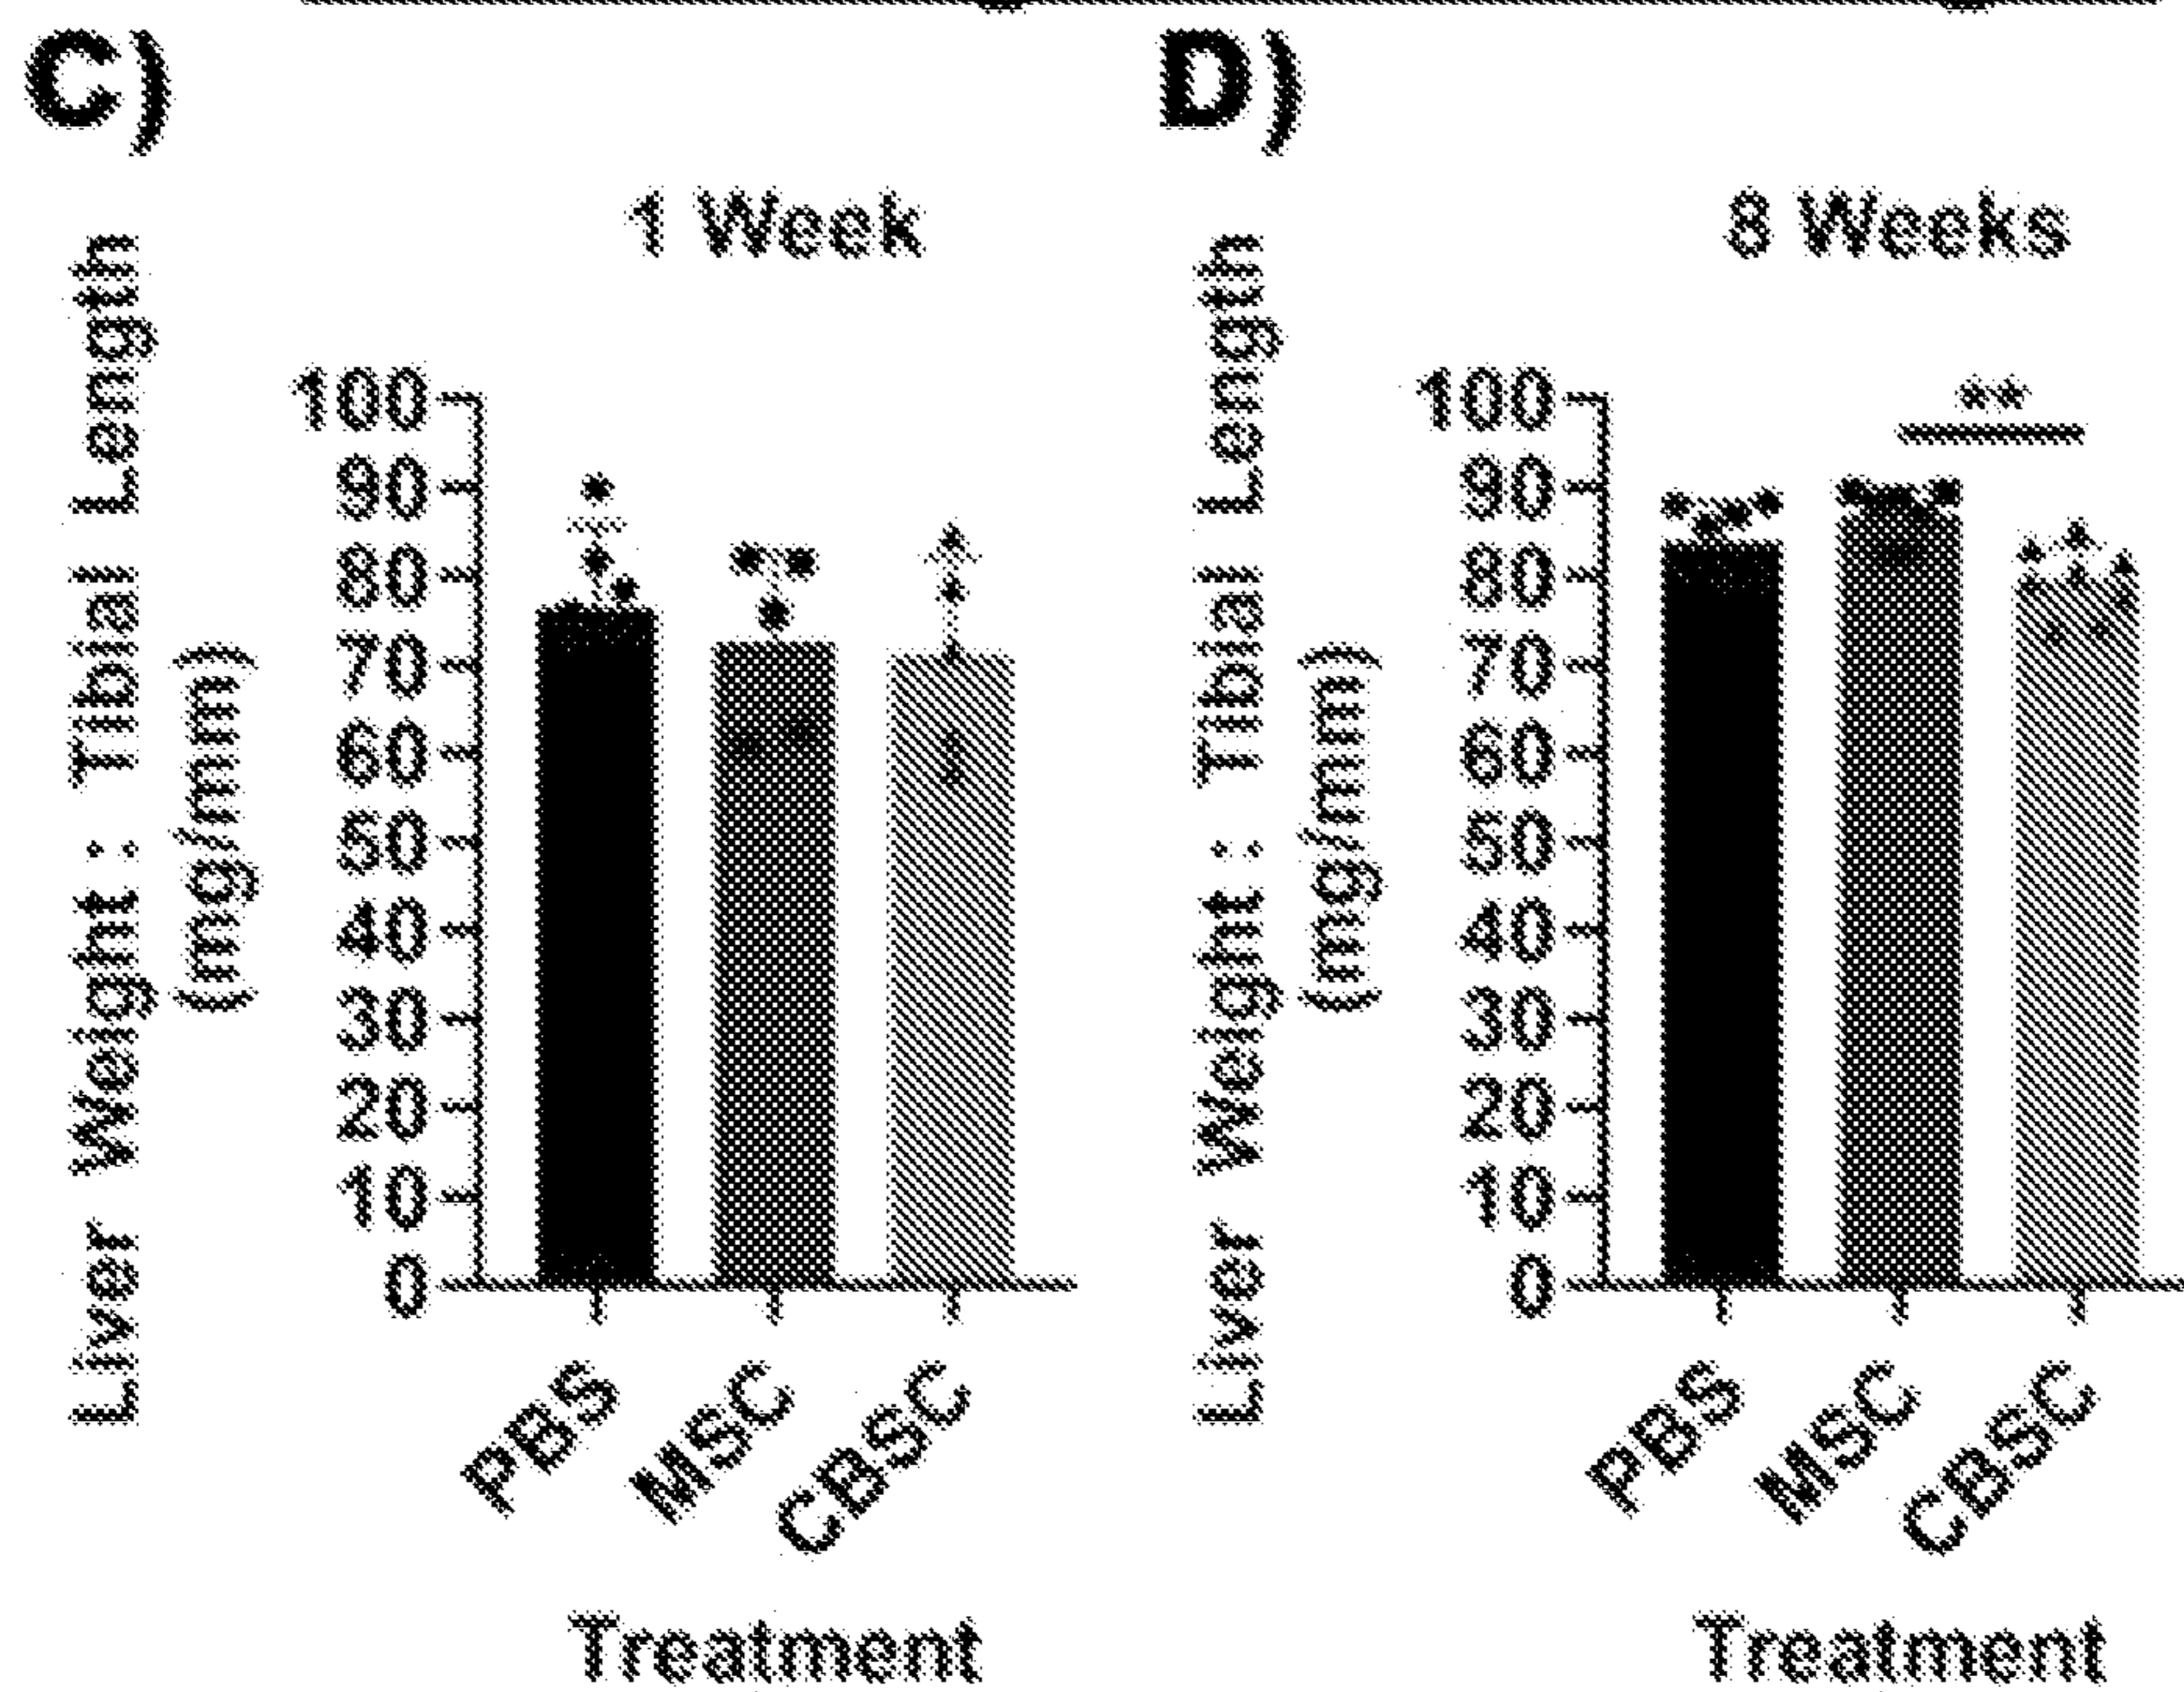 C)
1 Week
Liver Weight : Tibial Length
(mg/mm)
100
90
80
70
60
50
40
30
20
10
0
PBS
MSC
CBSC
Treatment
D)
8 Weeks
Liver Weight : Tibial Length
(mg/mm)
100
90
80
70
60
50
40
30
20
10
0
**
PBS
MSC
CBSC
Treatment